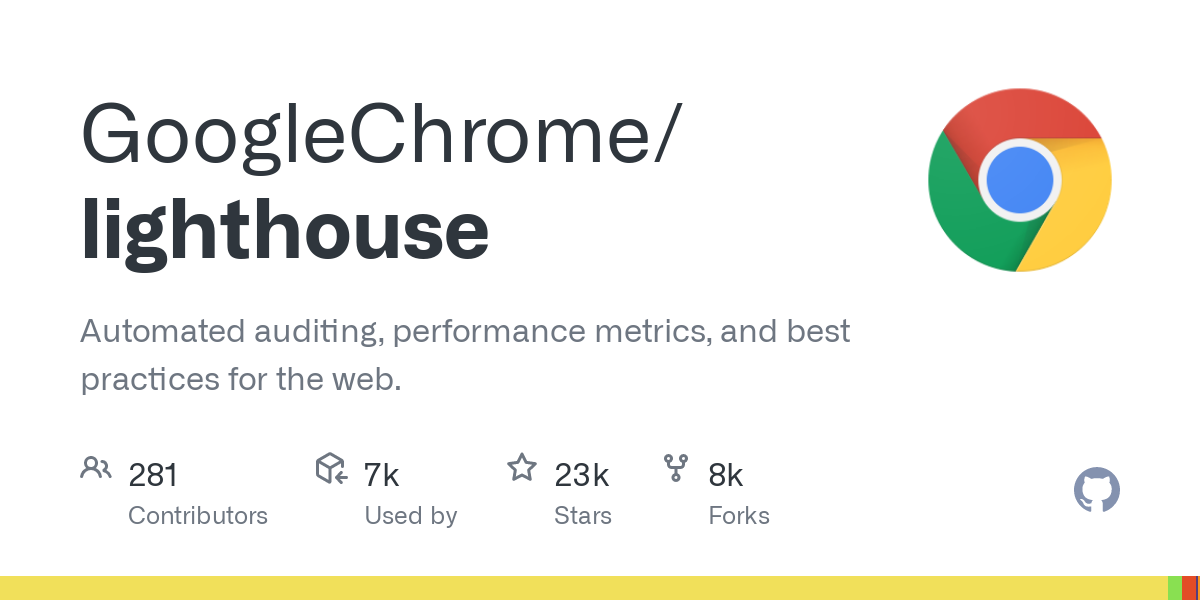 GoogleChrome/
lighthouse
Automated auditing, performance metrics, and best
practices for the web.
281
Contributors
7k
Used by
23k
Stars
8k
Forks